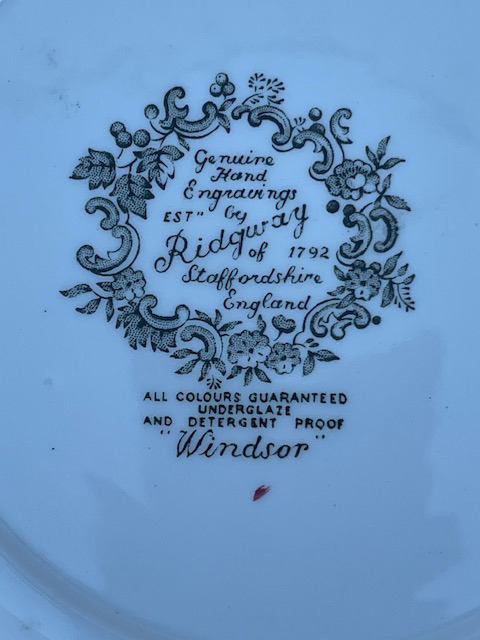 Genuine
Hand
Engravings
ESTD by
Ridgway
of 1792
Staffordshire
England
ALL COLOURS GUARANTEED
UNDERGLAZE
AND DETERGENT PROOF
"Windsor"